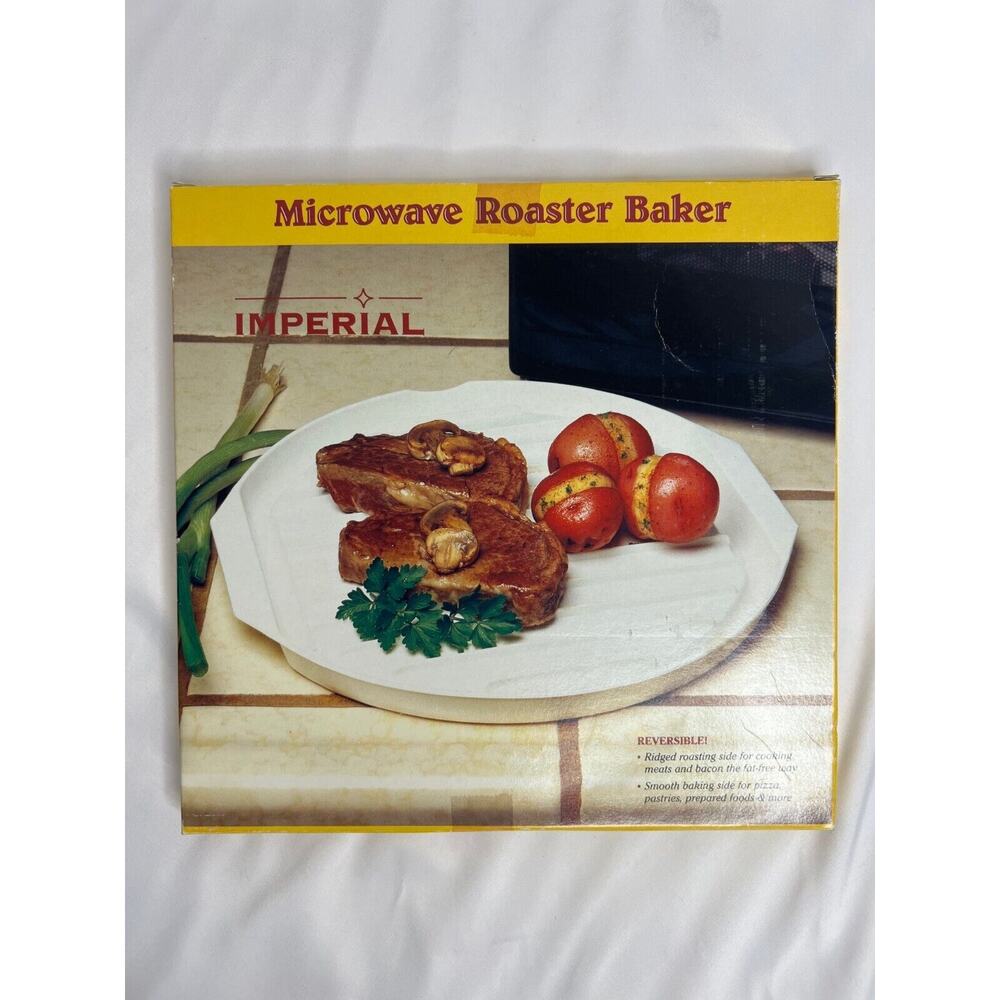 Microwave Roaster Baker
IMPERIAL
REVERSIBLE!
• Ridged roasting side for cooking
meats and bacon the fat-free way
• Smooth baking side for pizza,
pastries, prepared foods & more